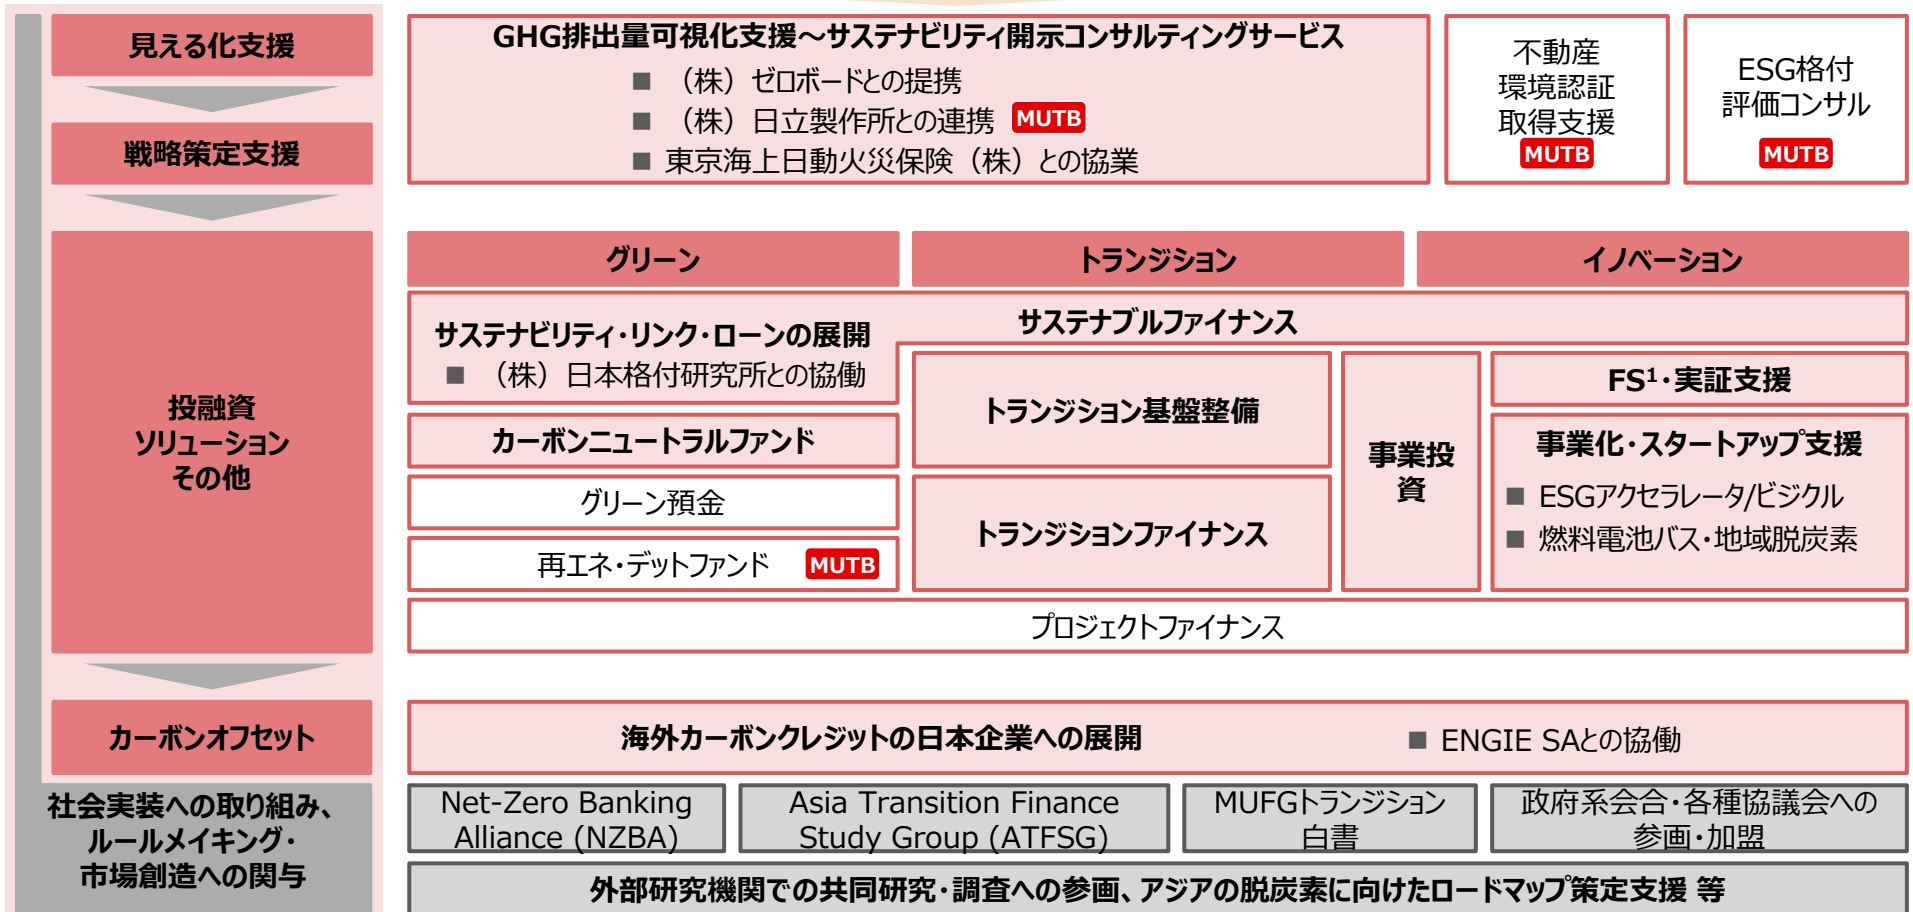 見える化支援
GHG排出量可視化支援～サステナビリティ開示コンサルティングサービス
■ （株）ゼロボードとの提携
■ （株）日立製作所との連携 MUTB
■ 東京海上日動火災保険（株）との協業
不動産
環境認証
取得支援
MUTB
ESG格付
評価コンサル
MUTB
戦略策定支援
投融資
ソリューション
その他
グリーン
トランジション
イノベーション
サステナブルファイナンス
サステナビリティ・リンク・ローンの展開
■ （株）日本格付研究所との協働
カーボンニュートラルファンド
グリーン預金
再エネ・デットファンド MUTB
トランジション基盤整備
トランジションファイナンス
事業投
資
FS1・実証支援
事業化・スタートアップ支援
■ ESGアクセラレータ/ビジクル
■ 燃料電池バス・地域脱炭素
プロジェクトファイナンス
カーボンオフセット
海外カーボンクレジットの日本企業への展開
■ ENGIE SAとの協働
社会実装への取り組み、
ルールメイキング・
市場創造への関与
Net-Zero Banking
Alliance (NZBA)
Asia Transition Finance
Study Group (ATFSG)
MUFGトランジション
白書
政府系会合・各種協議会への
参画・加盟
外部研究機関での共同研究・調査への参画、アジアの脱炭素に向けたロードマップ策定支援 等